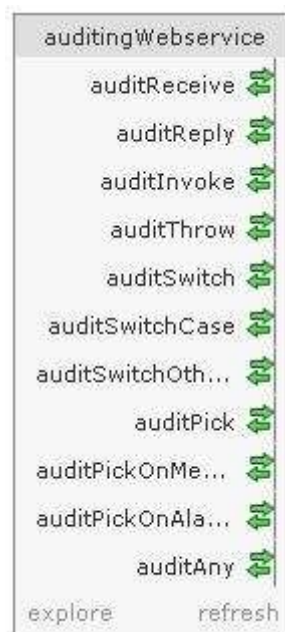 auditingWebservice
auditReceive
auditReply
auditInvoke
auditThrow
auditSwitch
auditSwitchCase
auditSwitchOth...
auditPick
auditPickOnMe...
auditPickOnAla...
auditAny
explore refresh